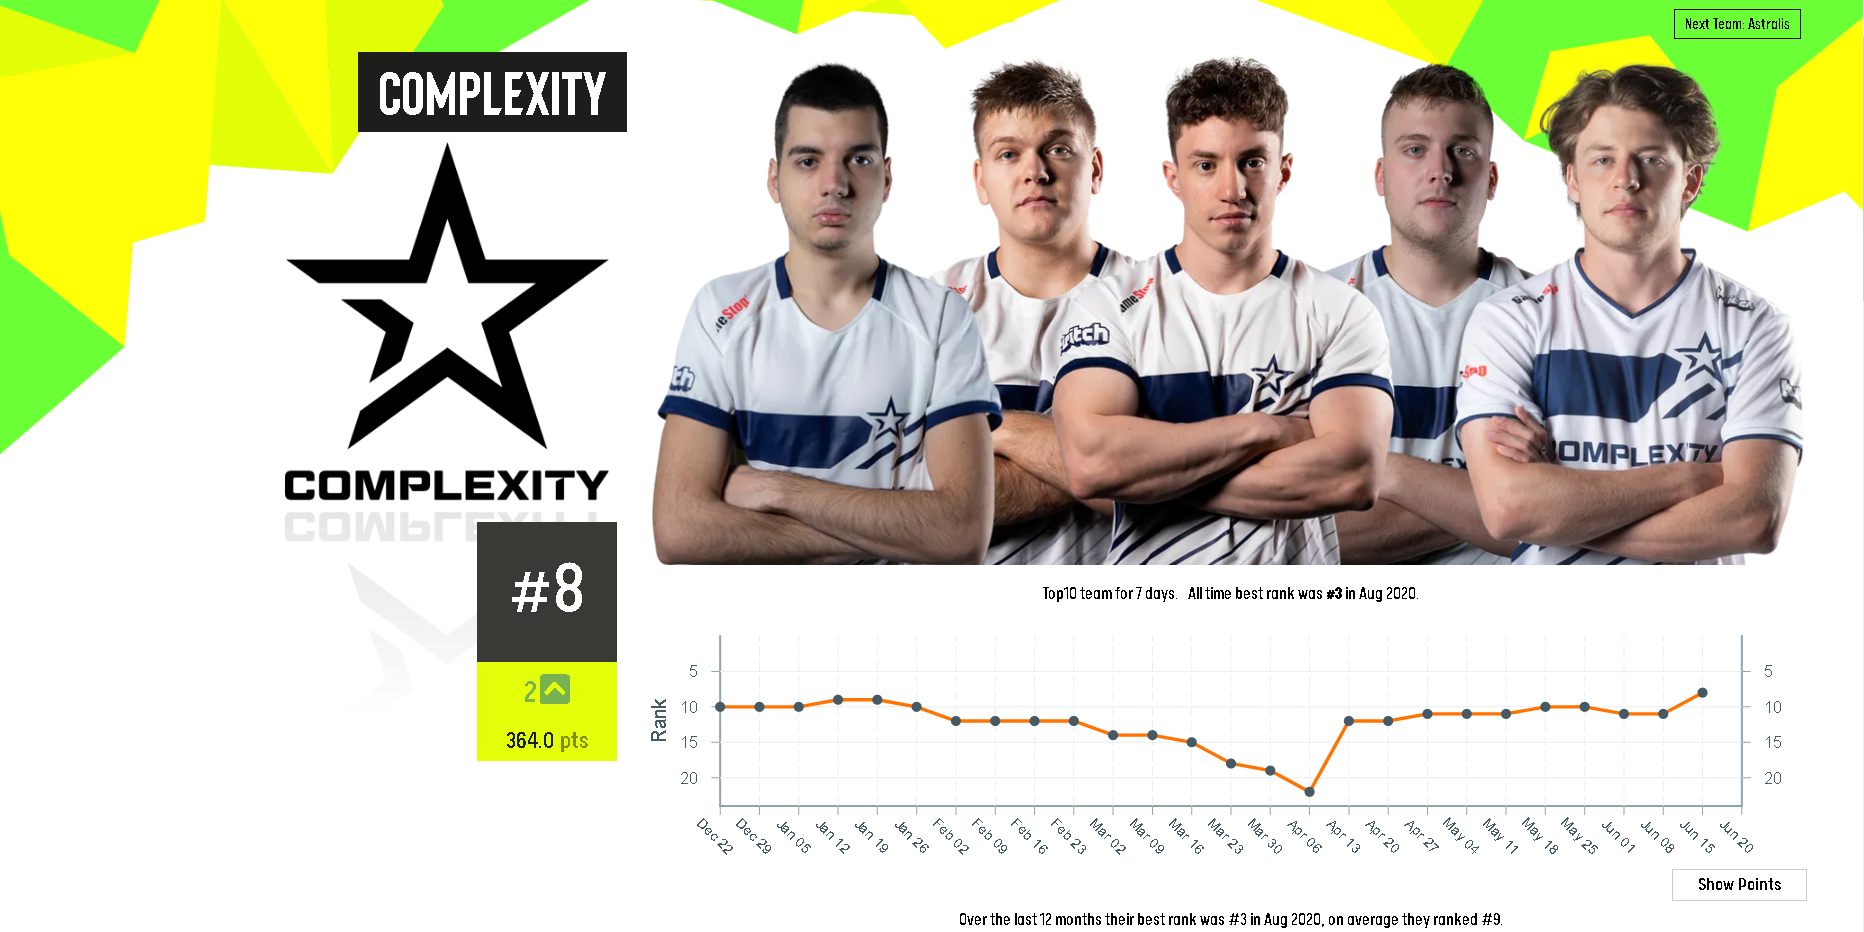 Next Team: Astralis
COMPLEXITY
COMPLEXITY
#8
2
364.0 pts
Twitch
GameStop
COMPLEXITY
Top10 team for 7 days. All time best rank was #3 in Aug 2020.
Rank
5
10
15
20
5
10
15
20
Dec 22
Dec 29
Jan 05
Jan 12
Jan 19
Jan 26
Feb 02
Feb 09
Feb 16
Feb 23
Mar 02
Mar 09
Mar 16
Mar 23
Mar 30
Apr 06
Apr 13
Apr 20
Apr 27
May 04
May 11
May 18
May 25
Jun 01
Jun 08
Jun 15
Jun 20
Show Points
Over the last 12 months their best rank was #3 in Aug 2020, on average they ranked #9.